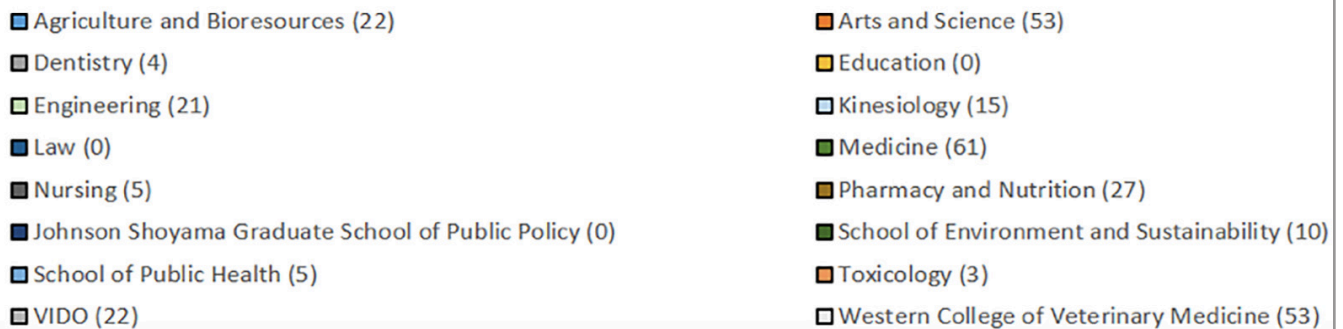 Agriculture and Bioresources (22)
Arts and Science (53)
Dentistry (4)
Education (0)
Engineering (21)
Kinesiology (15)
Law (0)
Medicine (61)
Nursing (5)
Pharmacy and Nutrition (27)
Johnson Shoyama Graduate School of Public Policy (0)
School of Environment and Sustainability (10)
School of Public Health (5)
Toxicology (3)
VIDO (22)
Western College of Veterinary Medicine (53)